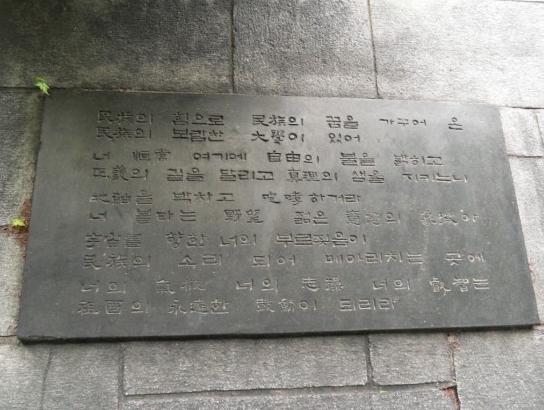 民族의 힘으로 民族의 꿈을 가꾸어 온
民族의 보람찬 大學이 있어
너 恒常 여기에 自由의 불을 밝히고
正義의 길을 달리고 眞理의 샘을 지키느니
地軸을 박차고 咆哮하거라
너 불타는 野望 젊은 意慾의 象徵아
宇宙를 향한 너의 부르짖음이
民族의 소리 되어 메아리치는 곳에
너의 氣槪 너의 志操 너의 叡智는
祖國의 永遠한 鼓動이 되리라